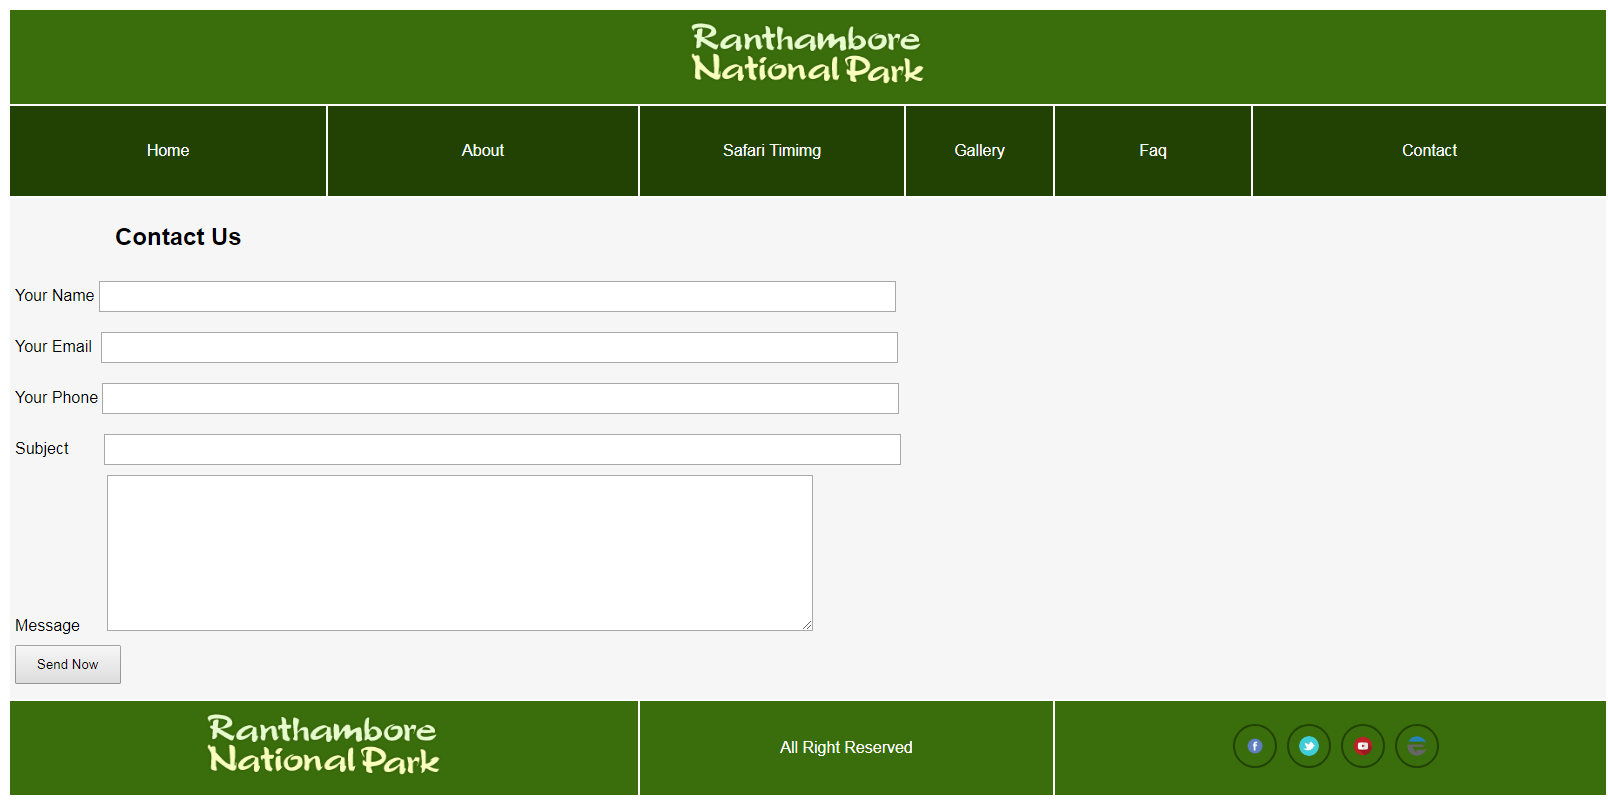 Ranthambore
National Park
Home About Safari Timimg Gallery Faq Contact
Contact Us
Your Name
Your Email
Your Phone
Subject
Message
Send Now
Ranthambore
National Park
All Right Reserved